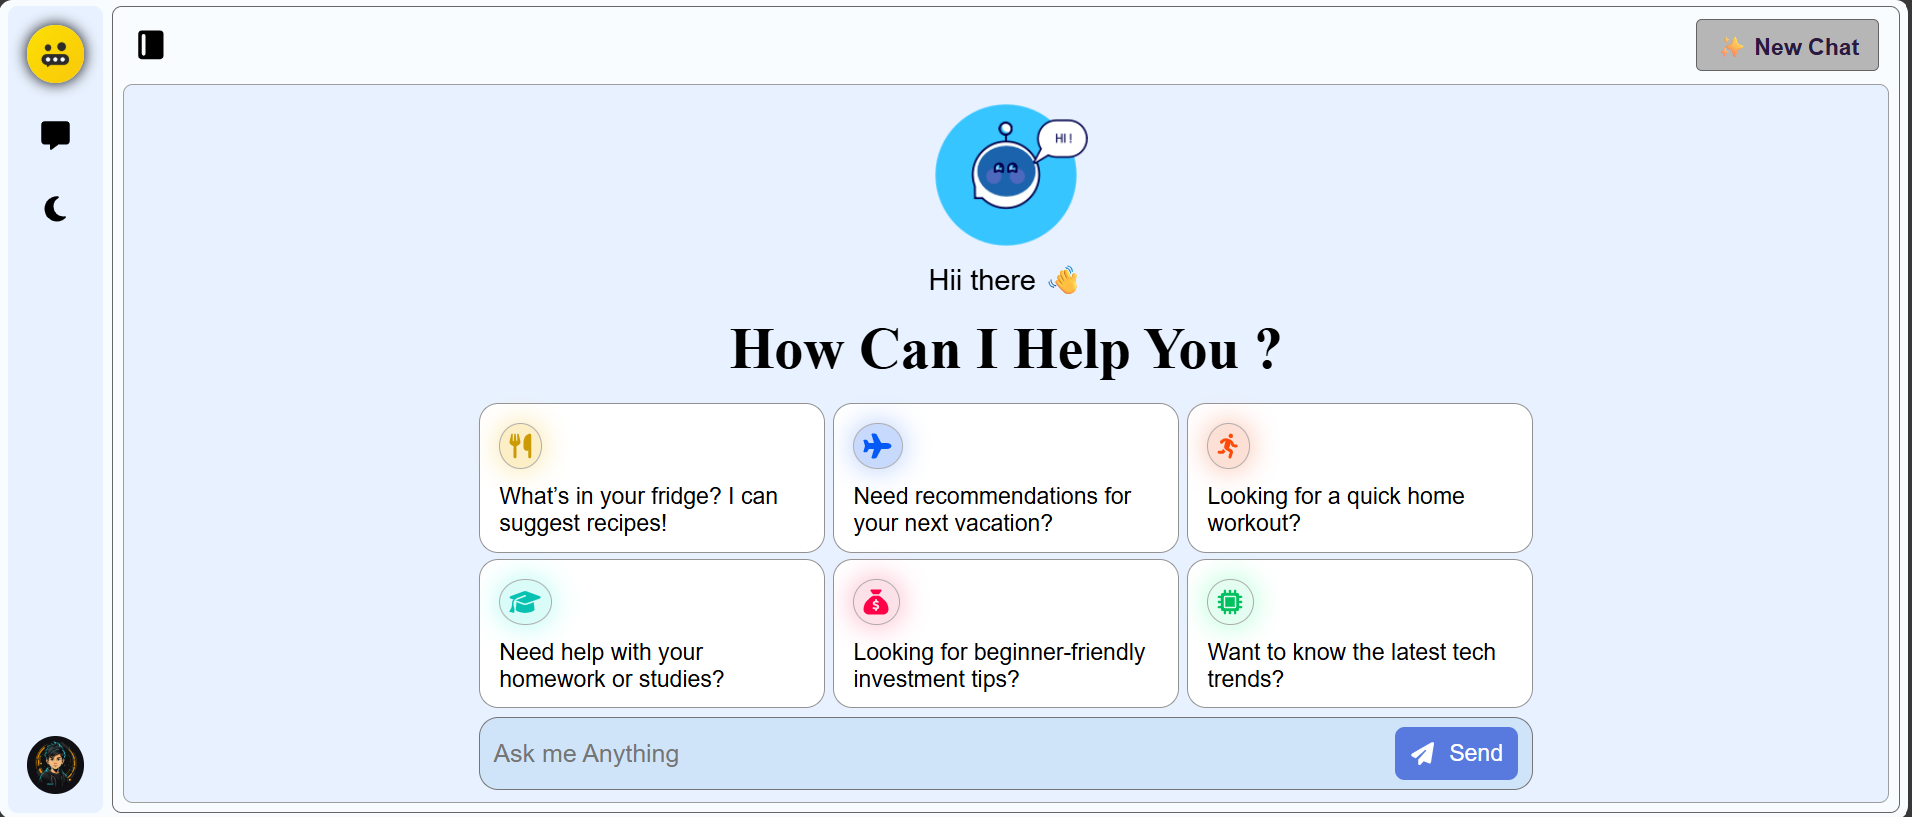 New Chat
HI !
Hii there 👋
How Can I Help You ?
What’s in your fridge? I can
suggest recipes!
Need recommendations for
your next vacation?
Looking for a quick home
workout?
Need help with your
homework or studies?
Looking for beginner-friendly
investment tips?
Want to know the latest tech
trends?
Ask me Anything
Send